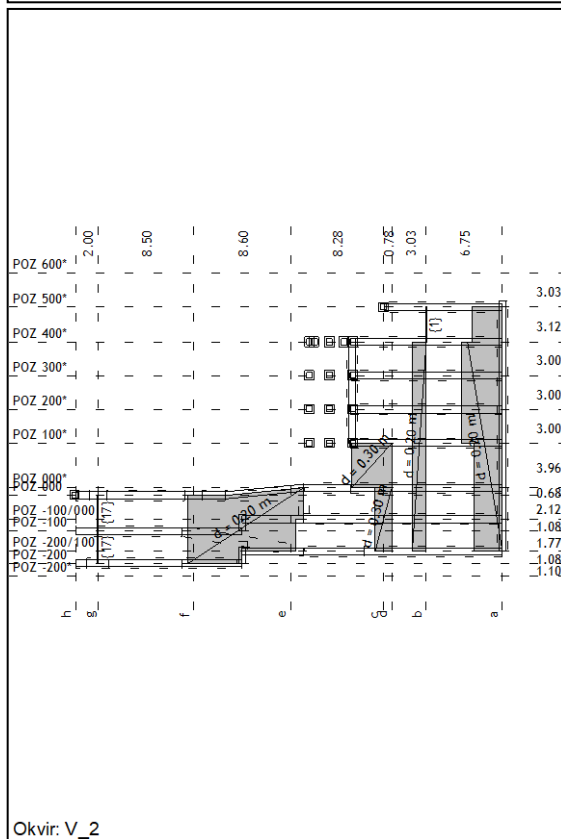 2.00
8.50
8.60
8.28
0.78
3.03
6.75
POZ 600*
POZ 500*
POZ 400*
POZ 300*
POZ 200*
POZ 100*
POZ 000*
POZ -100/000
POZ -100
POZ -200/100
POZ -200
POZ -200*
3.03
3.12
3.00
3.00
3.00
3.96
0.68
2.12
1.08
1.77
1.08
1.10
{1}
{17}
{17}
d = 0.20 m
d = 0.30 m
d = 0.30 m
d = 0.20 m
d = 0.20 m
h
g
f
e
c
d
b
a
Okvir: V_2